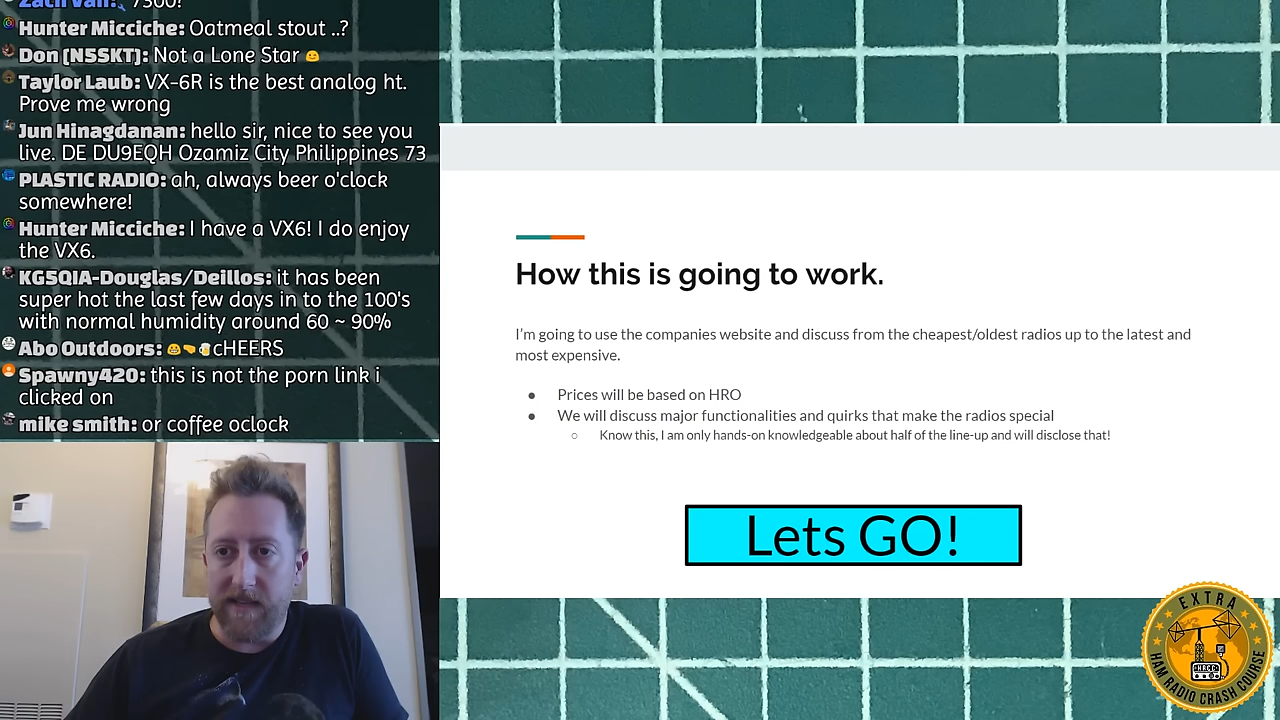 Zach Van: 7300!
Hunter Micciche: Oatmeal stout ..?
Don (N5SKT): Not a Lone Star
Taylor Laub: VX-6R is the best analog ht.
Prove me wrong
Jun Hinagdanan: hello sir, nice to see you
live. DE DU9EQH Ozamiz City Philippines 73
PLASTIC RADIO: ah, always beer o'clock
somewhere!
Hunter Micciche: I have a VX6! I do enjoy
the VX6.
KG5QIA-Douglas/Deillos: it has been
super hot the last few days in to the 100's
with normal humidity around 60 ~ 90%
Abo Outdoors: cHEERS
Spawny420: this is not the porn link i
clicked on
mike smith: or coffee oclock
How this is going to work.
I'm going to use the companies website and discuss from the cheapest/oldest radios up to the latest and
most expensive.
● Prices will be based on HRO
● We will discuss major functionalities and quirks that make the radios special
○ Know this, I am only hands-on knowledgeable about half of the line-up and will disclose that!
Lets GO!
EXTRA
HRCC
HAM RADIO CRASH COURSE